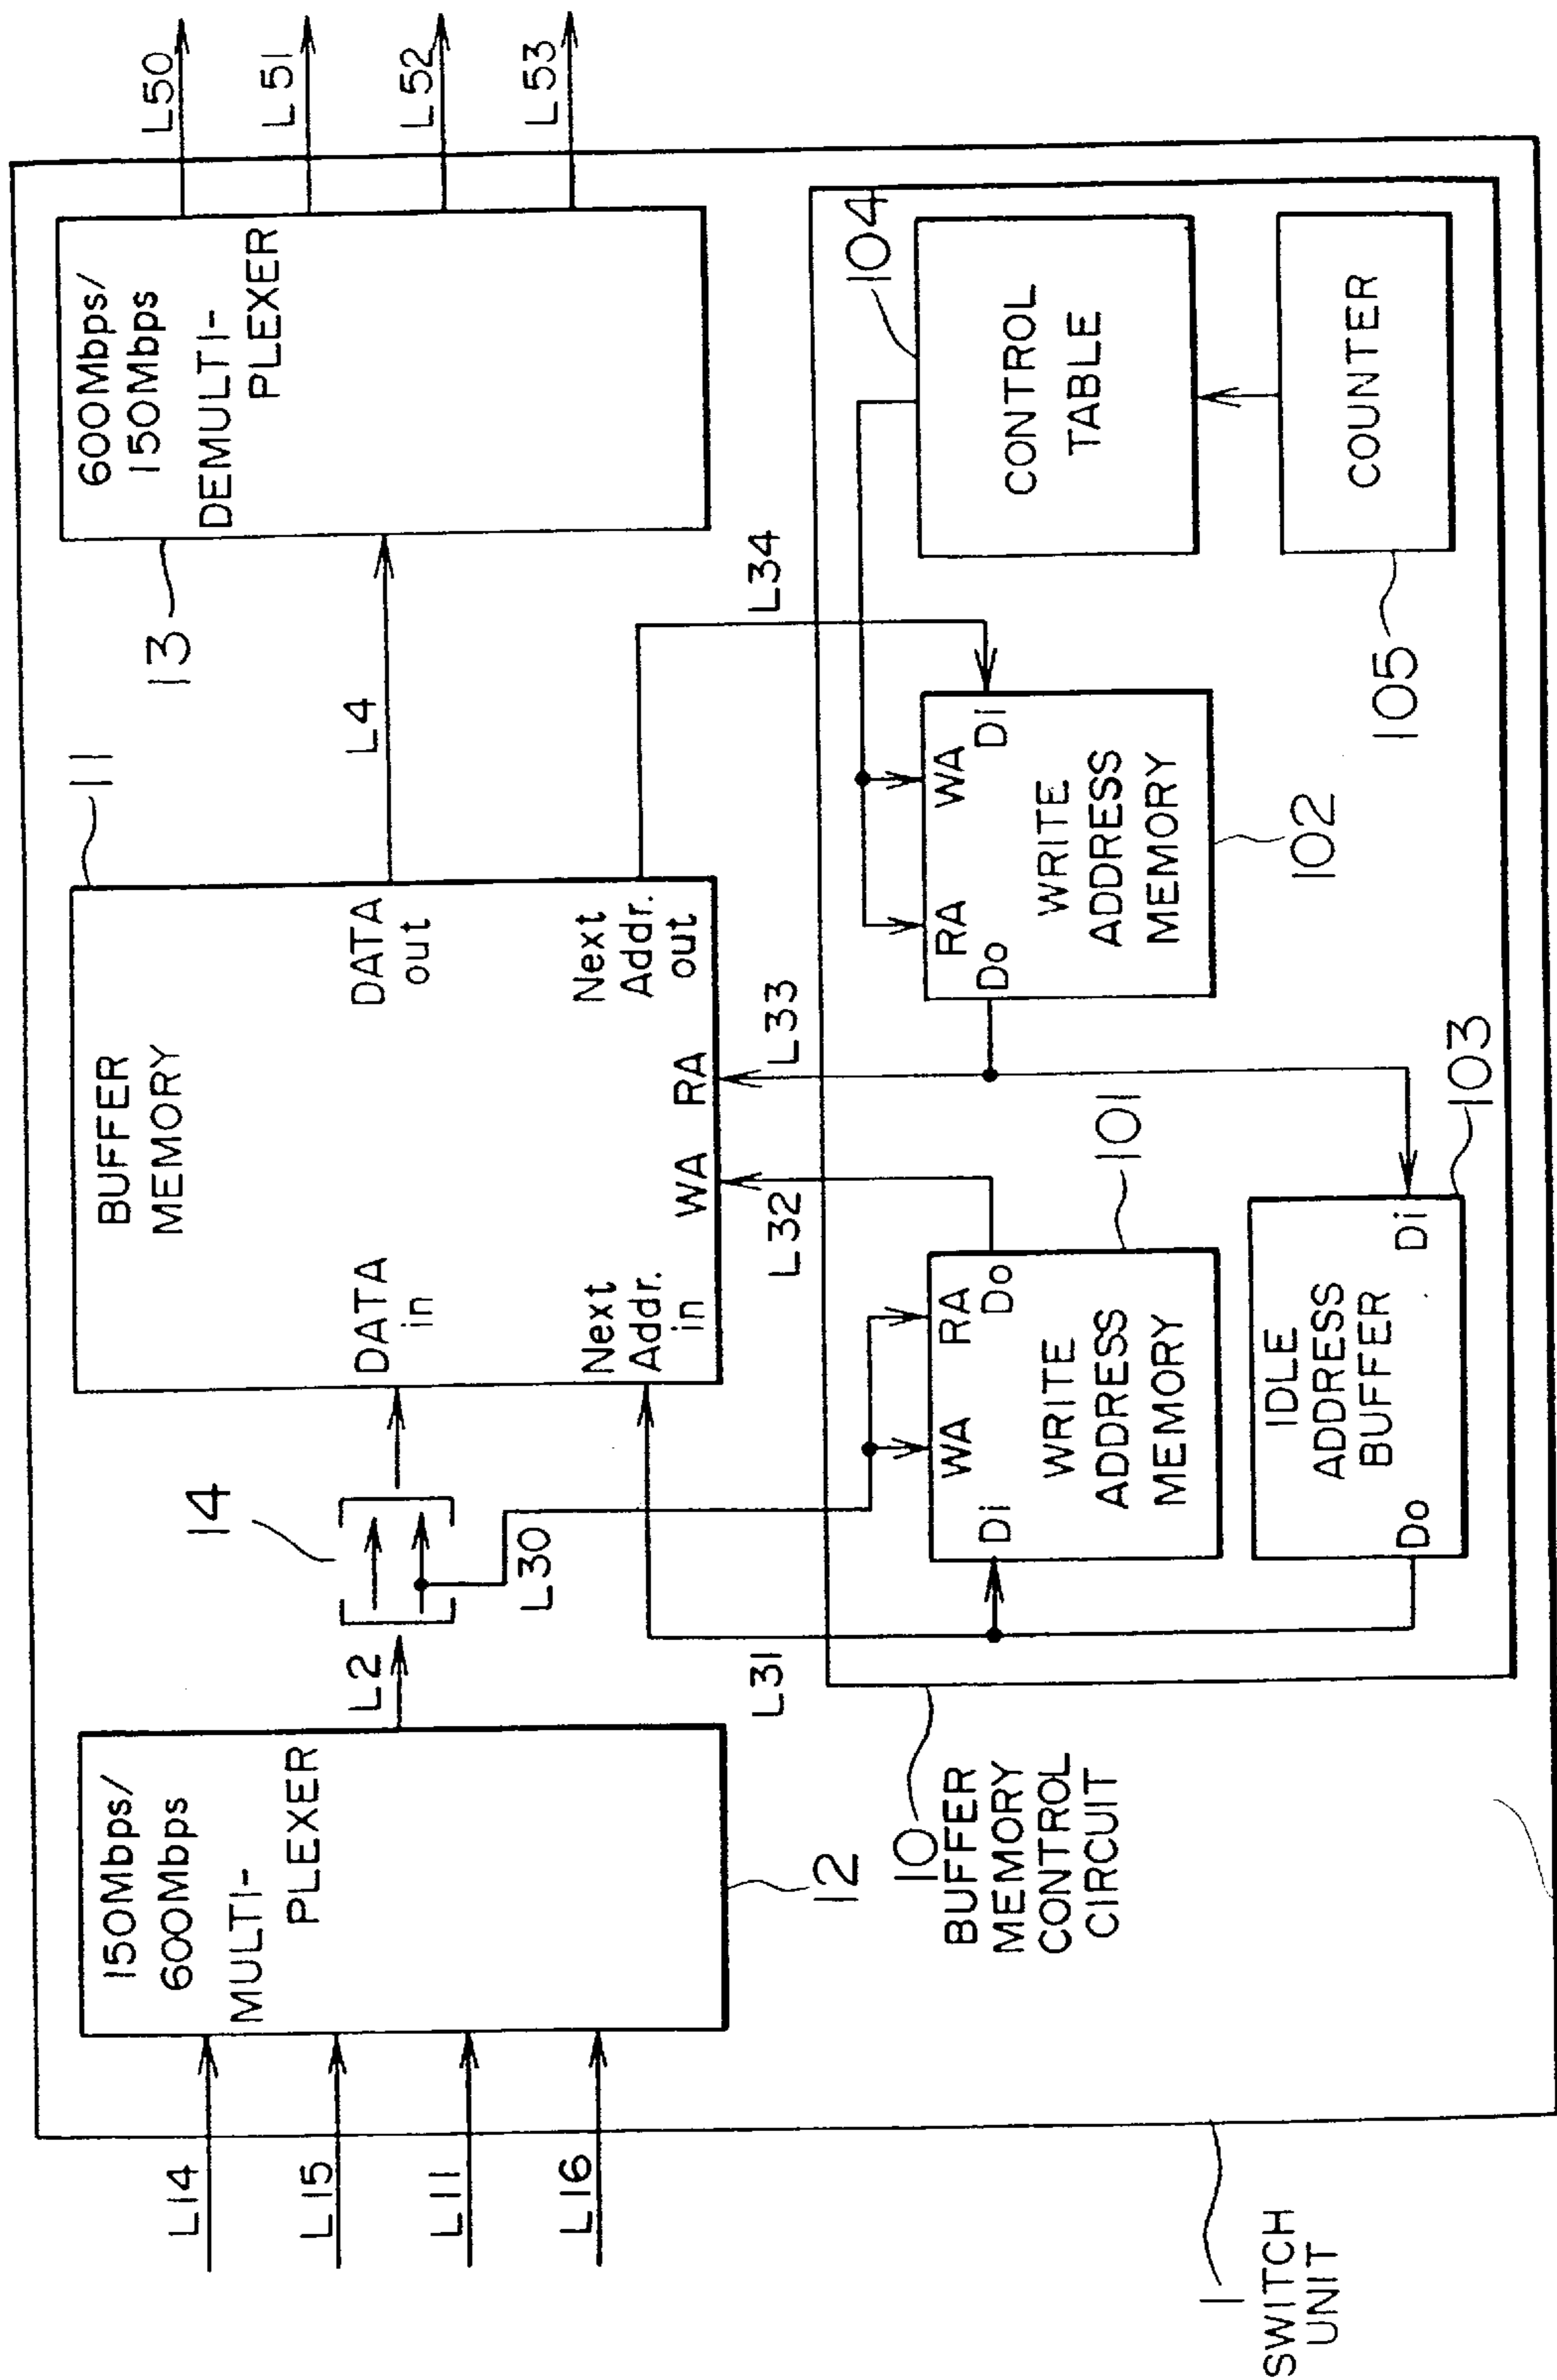 L14
L15
L11
L16
150Mbps/
600Mbps
MULTI-
PLEXER
12
L2
14
L30
L31
BUFFER
MEMORY
11
DATA
in
DATA
out
Next
Addr.
in
WA
RA
Next
Addr.
out
L32
L33
L34
L4
600Mbps/
150Mbps
DEMULTI-
PLEXER
13
L50
L51
L52
L53
10
BUFFER
MEMORY
CONTROL
CIRCUIT
WA
RA
Di
Do
WRITE
ADDRESS
MEMORY
101
RA
WA
Do
Di
WRITE
ADDRESS
MEMORY
102
IDLE
ADDRESS
BUFFER
Do
Di
103
104
CONTROL
TABLE
COUNTER
105
1
SWITCH
UNIT